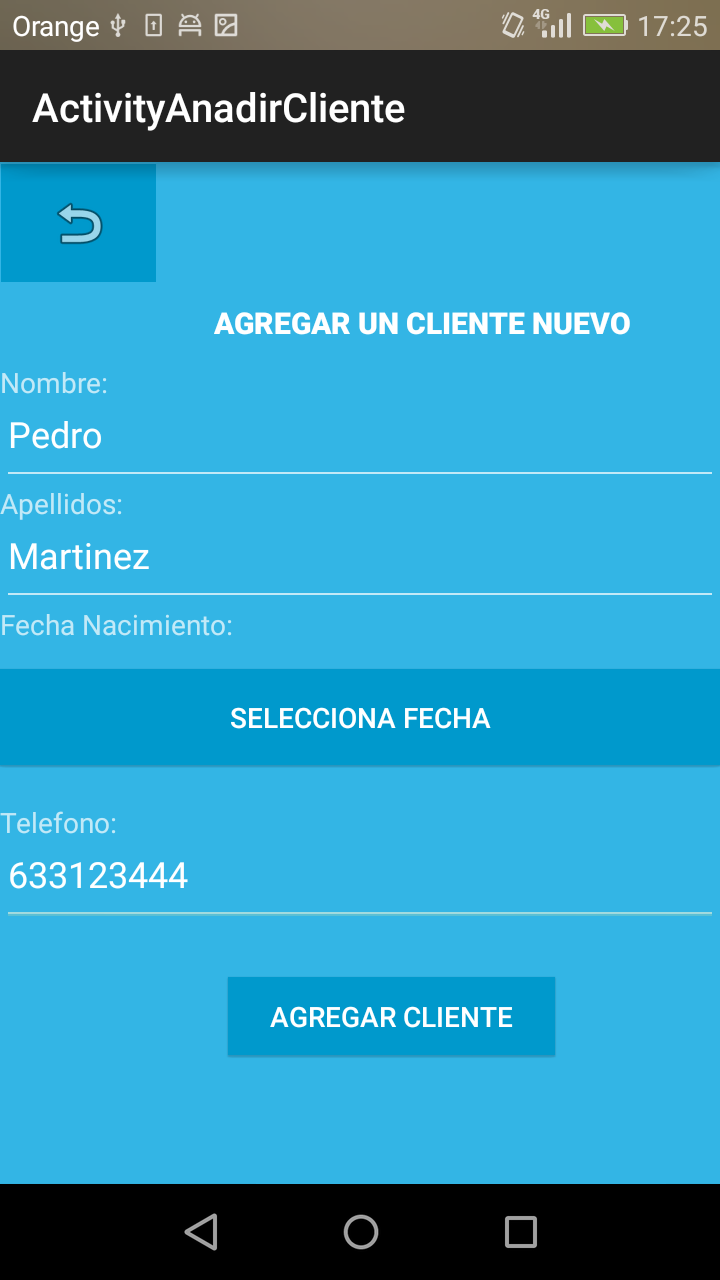 Orange 4G 17:25
ActivityAnadirCliente
AGREGAR UN CLIENTE NUEVO
Nombre:
Pedro
Apellidos:
Martinez
Fecha Nacimiento:
SELECCIONA FECHA
Telefono:
633123444
AGREGAR CLIENTE